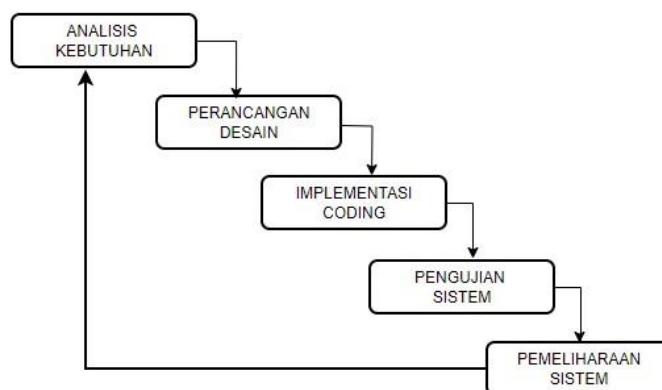 ANALISIS
KEBUTUHAN
PERANCANGAN
DESAIN
IMPLEMENTASI
CODING
PENGUJIAN
SISTEM
PEMELIHARAAN
SISTEM